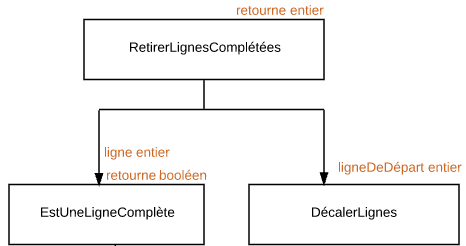 retourne entier
RetirerLignesComplétées
ligne entier
retourne booléen
ligneDeDépart entier
EstUneLigneComplète
DécalerLignes